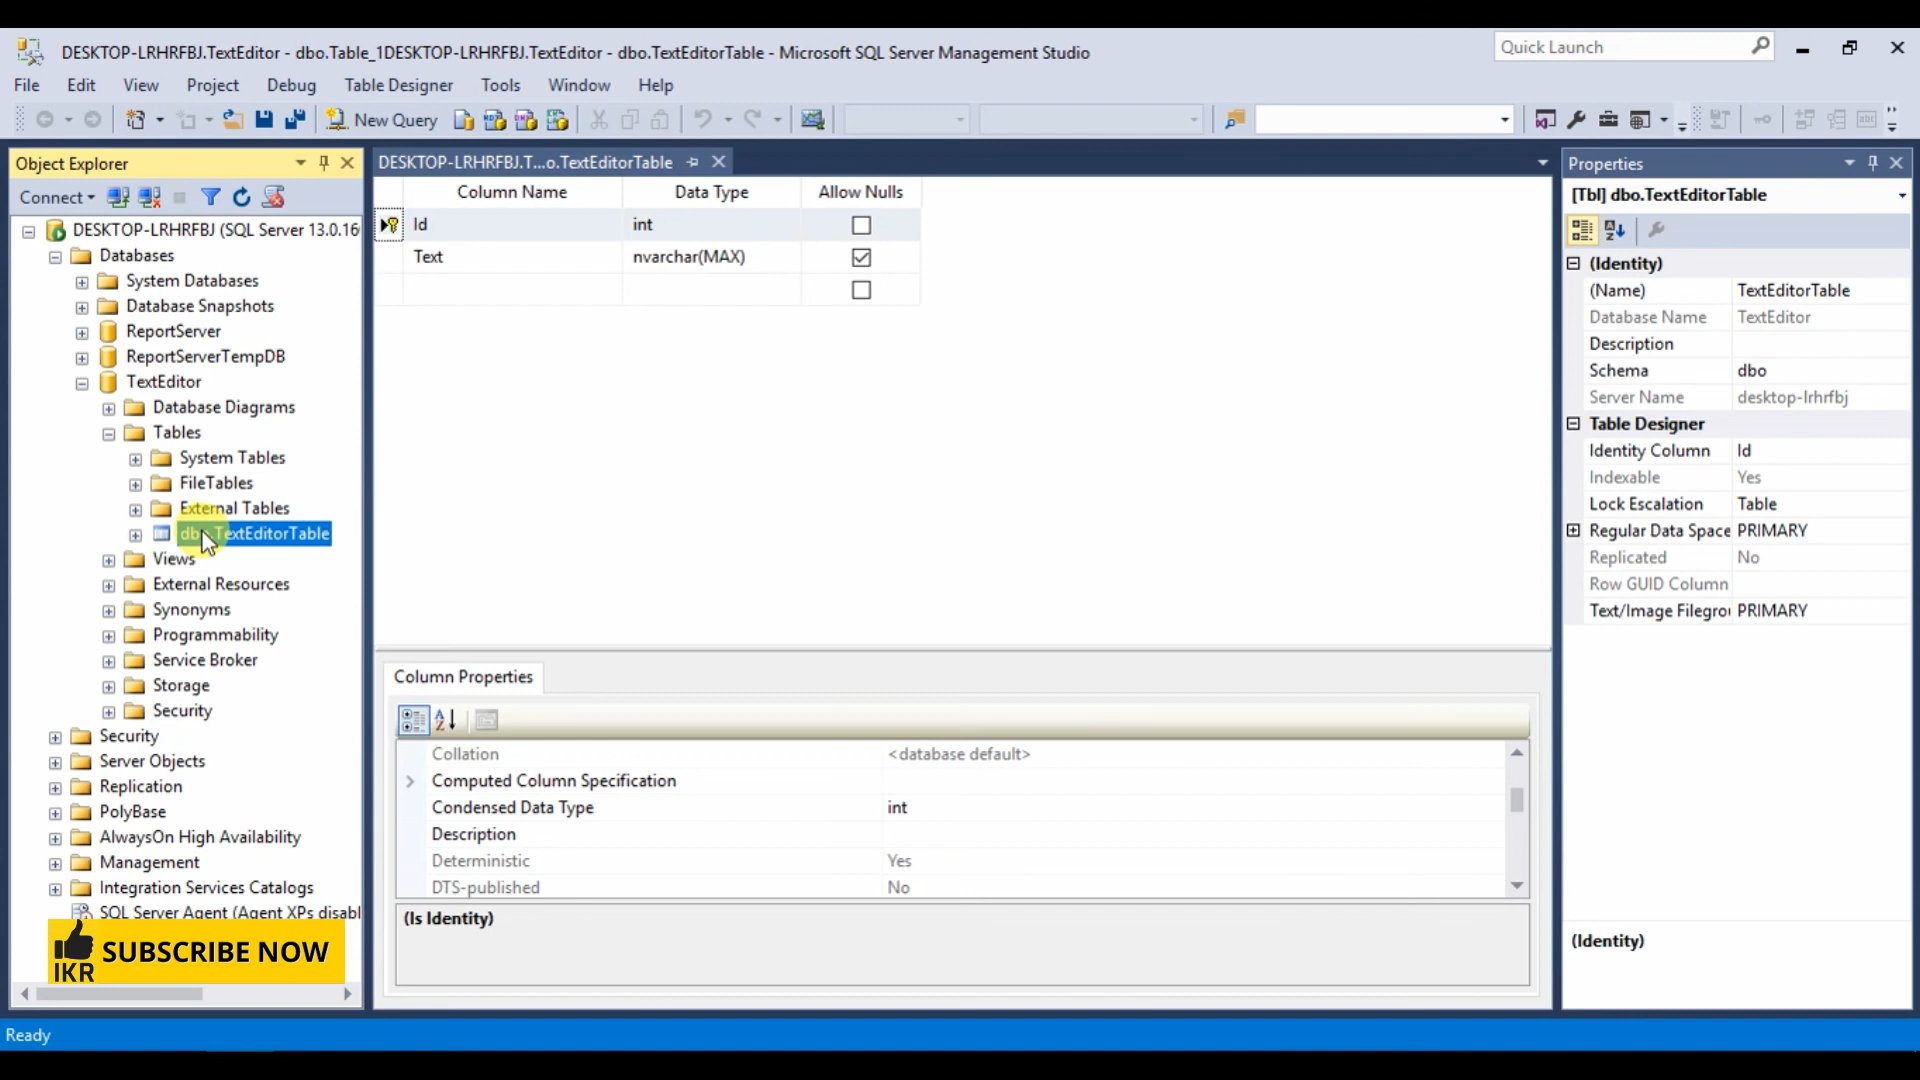 DESKTOP-LRHRFBJ.TextEditor - dbo.Table_1DESKTOP-LRHRFBJ.TextEditor - dbo.TextEditorTable - Microsoft SQL Server Management Studio
Quick Launch
File Edit View Project Debug Table Designer Tools Window Help
New Query
Object Explorer
Connect
DESKTOP-LRHRFBJ (SQL Server 13.0.16
Databases
System Databases
Database Snapshots
ReportServer
ReportServerTempDB
TextEditor
Database Diagrams
Tables
System Tables
FileTables
External Tables
dbo.TextEditorTable
Views
External Resources
Synonyms
Programmability
Service Broker
Storage
Security
Security
Server Objects
Replication
PolyBase
AlwaysOn High Availability
Management
Integration Services Catalogs
SQL Server Agent (Agent XPs disabl
IKR
SUBSCRIBE NOW
DESKTOP-LRHRFBJ.T...o.TextEditorTable
Column Name Data Type Allow Nulls
Id int
Text nvarchar(MAX)
Column Properties
Collation <database default>
Computed Column Specification
Condensed Data Type int
Description
Deterministic Yes
DTS-published No
(Is Identity)
Properties
[Tbl] dbo.TextEditorTable
(Identity)
(Name) TextEditorTable
Database Name TextEditor
Description
Schema dbo
Server Name desktop-lrhrfbj
Table Designer
Identity Column Id
Indexable Yes
Lock Escalation Table
Regular Data Space PRIMARY
Replicated No
Row GUID Column
Text/Image Filegrou PRIMARY
(Identity)
Ready